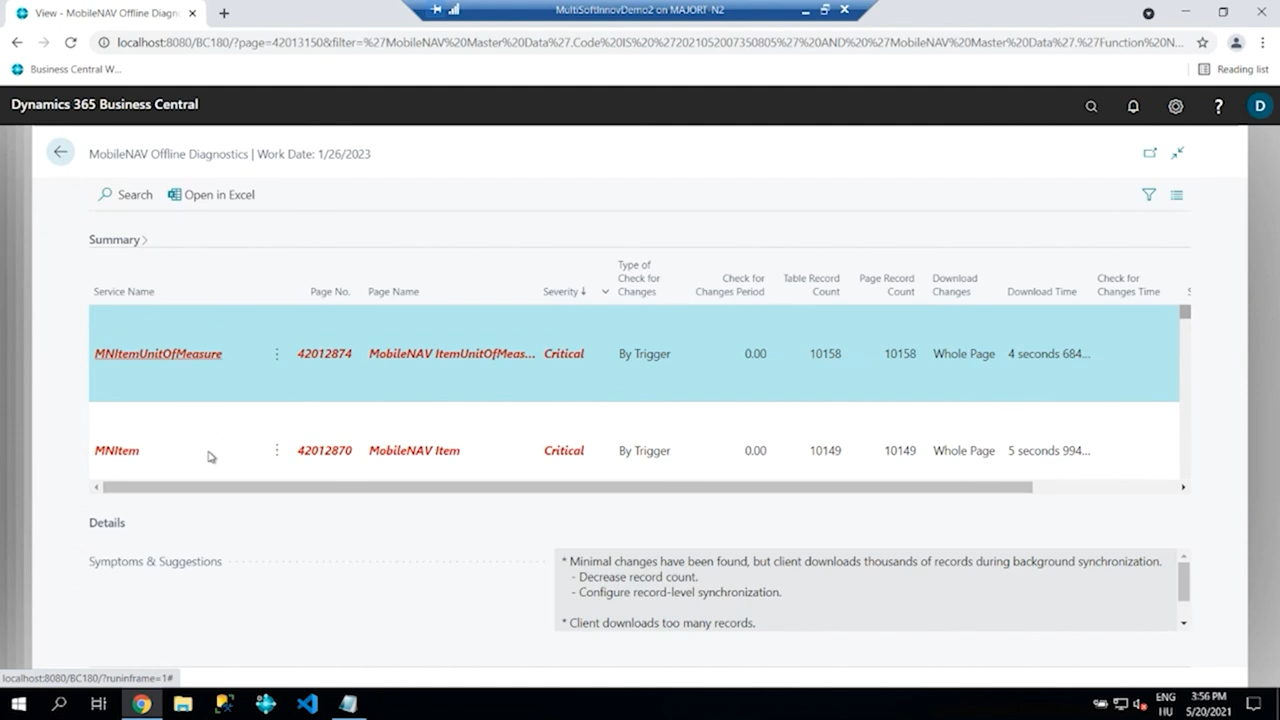 View - MobileNAV Offline Diagn
MultiSoftInnovDemo2 on MAJORT-N2
localhost:8080/BC180/?page=42013150&filter=%27MobileNAV%20Master%20Data%27.Code%20IS%20%272021052007350805%27%20AND%20%27MobileNAV%20Master%20Data%27.%27Function%20N...
Business Central W...
Reading list
Dynamics 365 Business Central
D
MobileNAV Offline Diagnostics | Work Date: 1/26/2023
Search
Open in Excel
Summary
Service Name
Page No.
Page Name
Severity
Type of Check for Changes
Check for Changes Period
Table Record Count
Page Record Count
Download Changes
Download Time
Check for Changes Time
MNItemUnitOfMeasure 42012874 MobileNAV ItemUnitOfMeas... Critical By Trigger 0.00 10158 10158 Whole Page 4 seconds 684...
MNItem 42012870 MobileNAV Item Critical By Trigger 0.00 10149 10149 Whole Page 5 seconds 994...
Details
Symptoms & Suggestions
* Minimal changes have been found, but client downloads thousands of records during background synchronization.
- Decrease record count.
- Configure record-level synchronization.
* Client downloads too many records.
localhost:8080/BC180/?runinframe=1#
ENG
HU
3:56 PM
5/20/2021